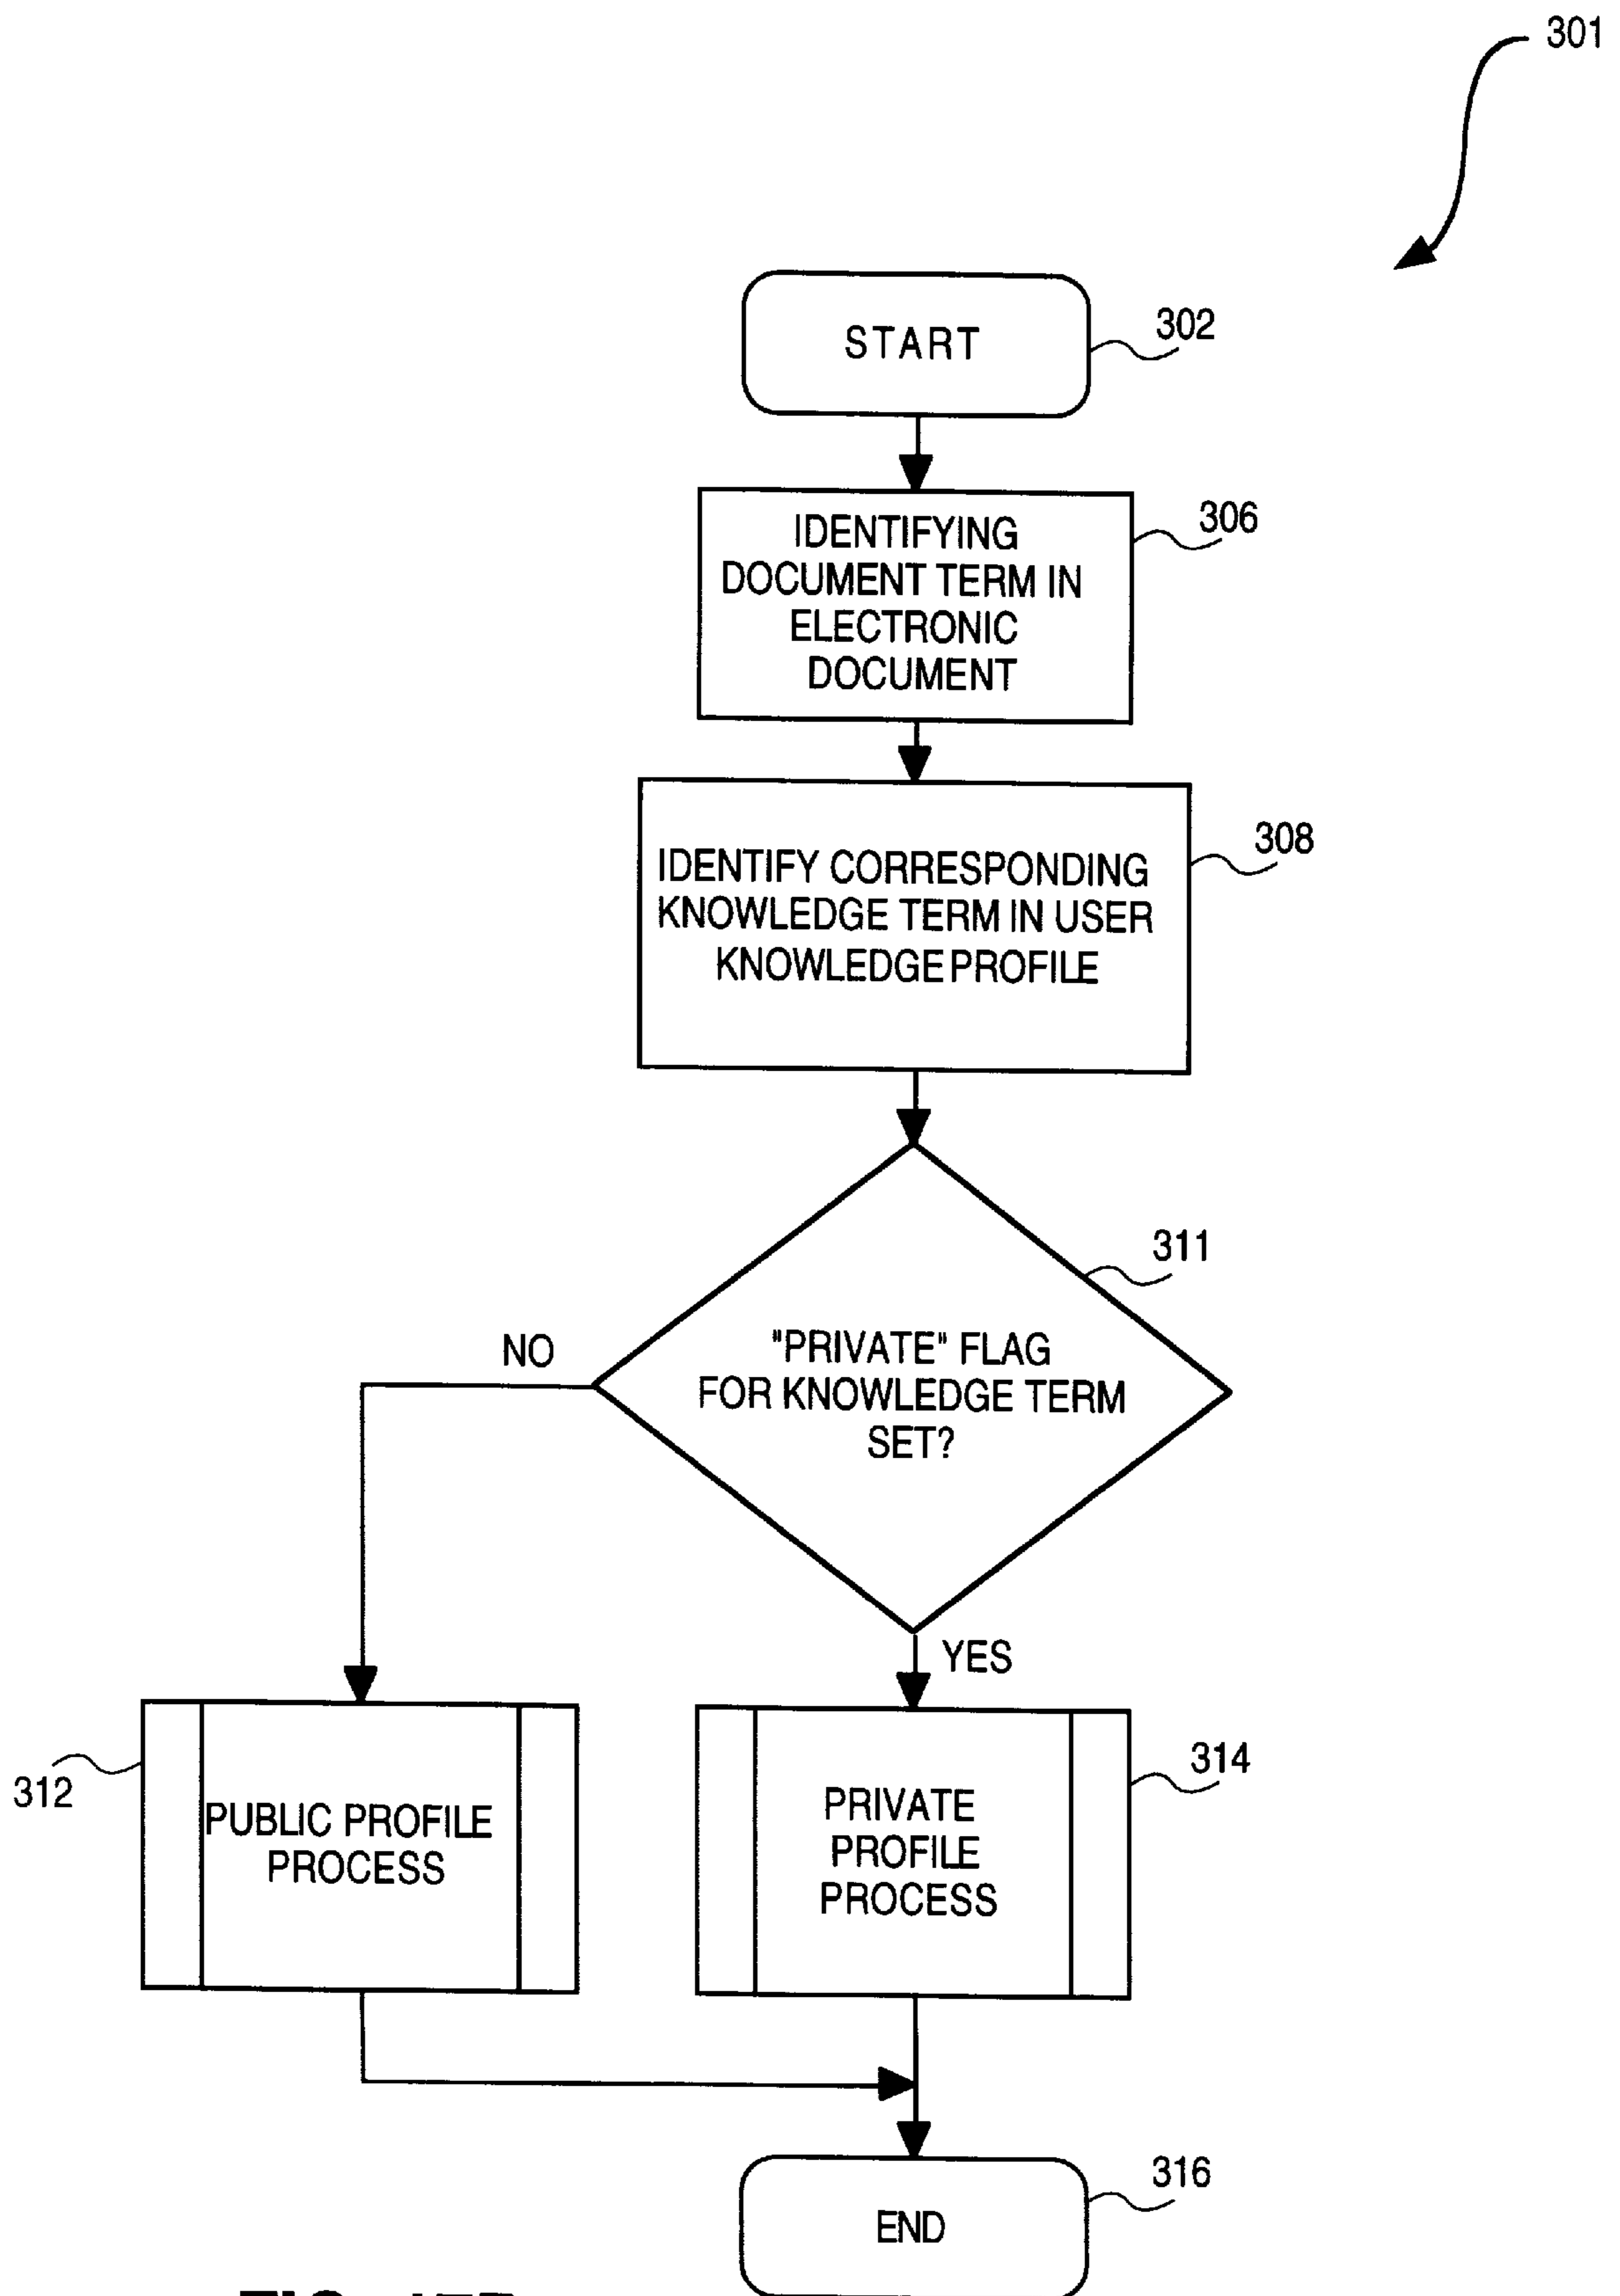 301
START
302
IDENTIFYING
DOCUMENT TERM IN
ELECTRONIC
DOCUMENT
306
IDENTIFY CORRESPONDING
KNOWLEDGE TERM IN USER
KNOWLEDGE PROFILE
308
311
"PRIVATE" FLAG
FOR KNOWLEDGE TERM
SET?
NO
YES
312
PUBLIC PROFILE
PROCESS
PRIVATE
PROFILE
PROCESS
314
316
END